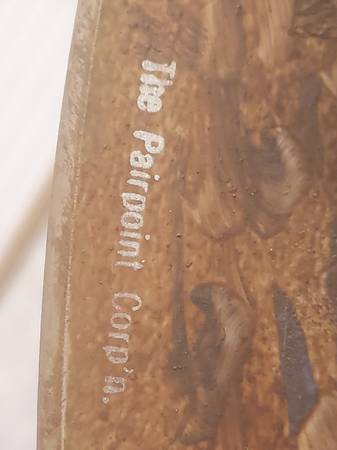 The Pairpoint Corp'n.